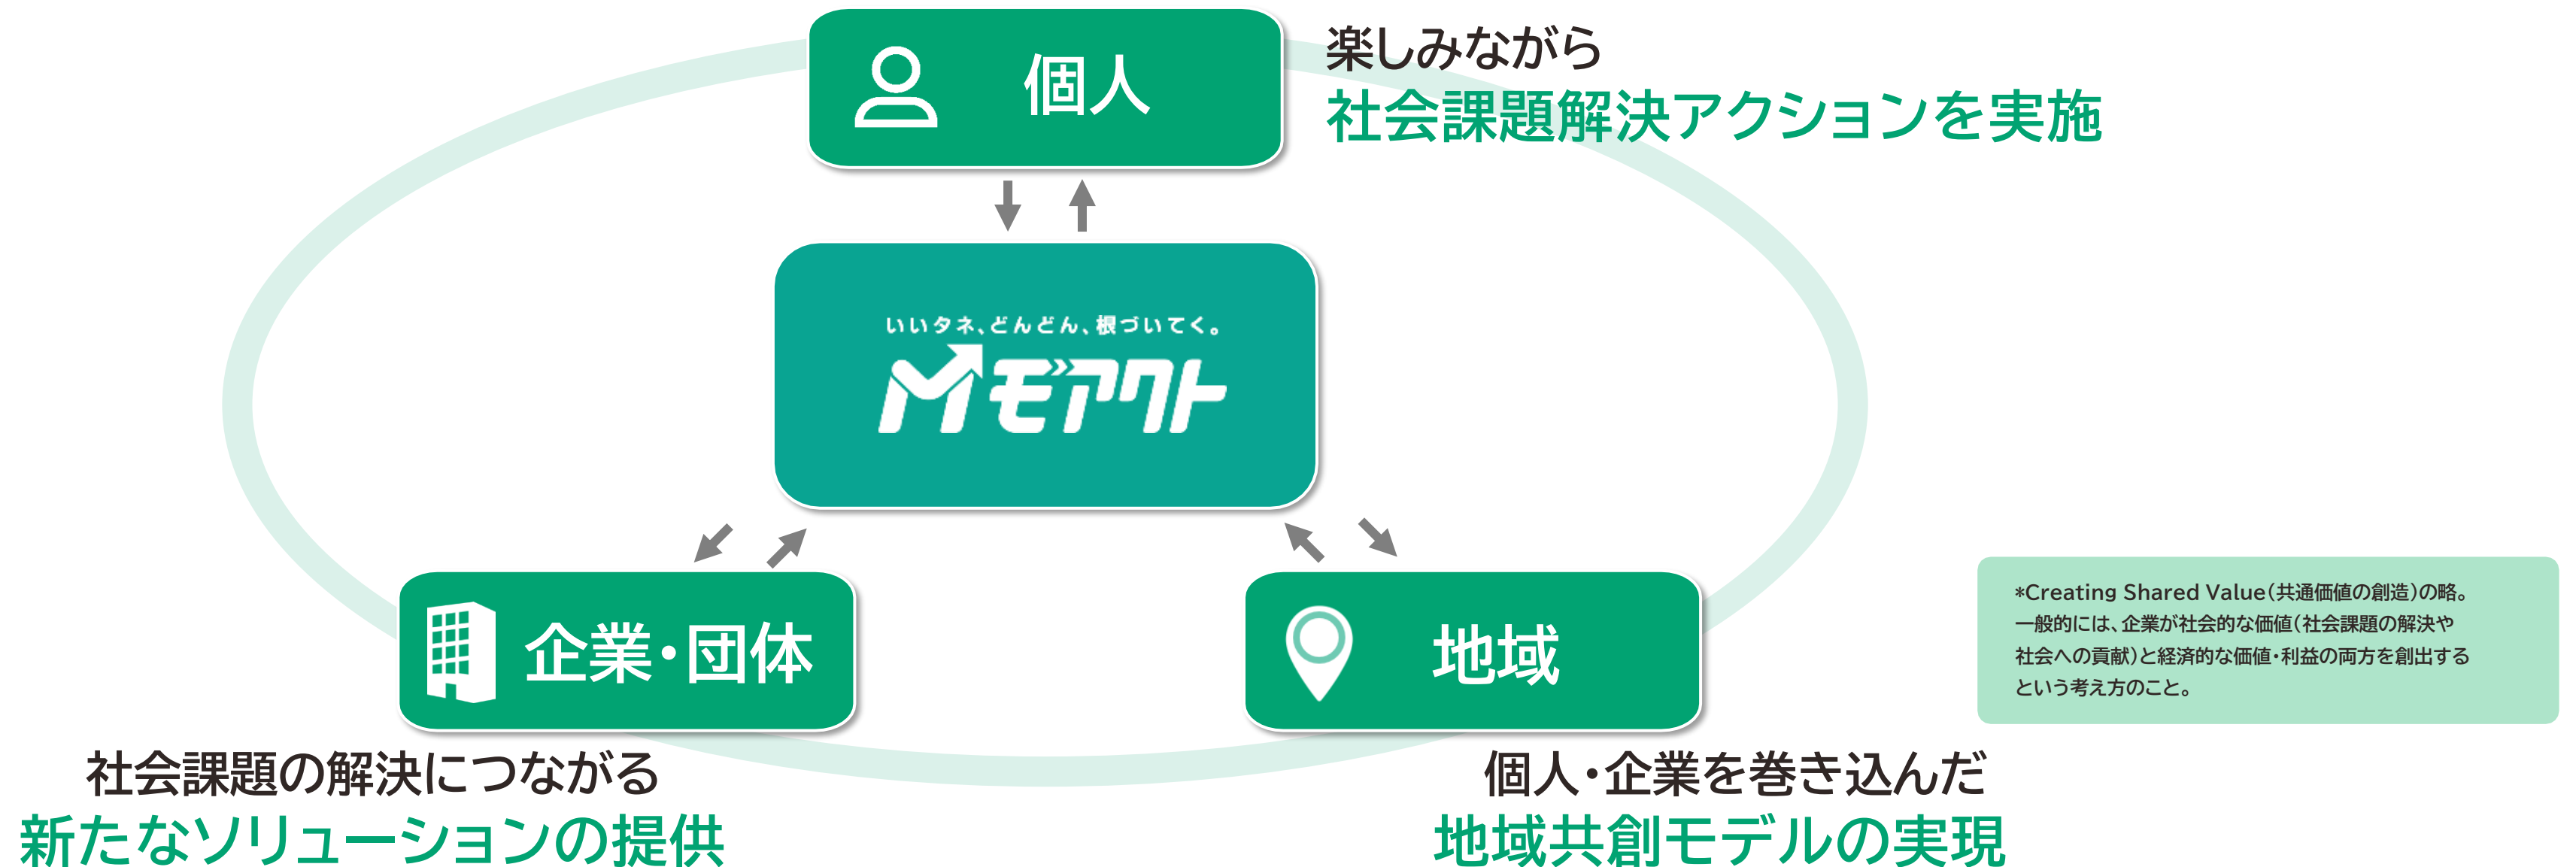 個人
楽しみながら
社会課題解決アクションを実施
いいタネ、どんどん、根づいてく。
モアクト
企業・団体
地域
*Creating Shared Value(共通価値の創造)の略。
一般的には、企業が社会的な価値(社会課題の解決や
社会への貢献)と経済的な価値・利益の両方を創出する
という考え方のこと。
社会課題の解決につながる
新たなソリューションの提供
個人・企業を巻き込んだ
地域共創モデルの実現